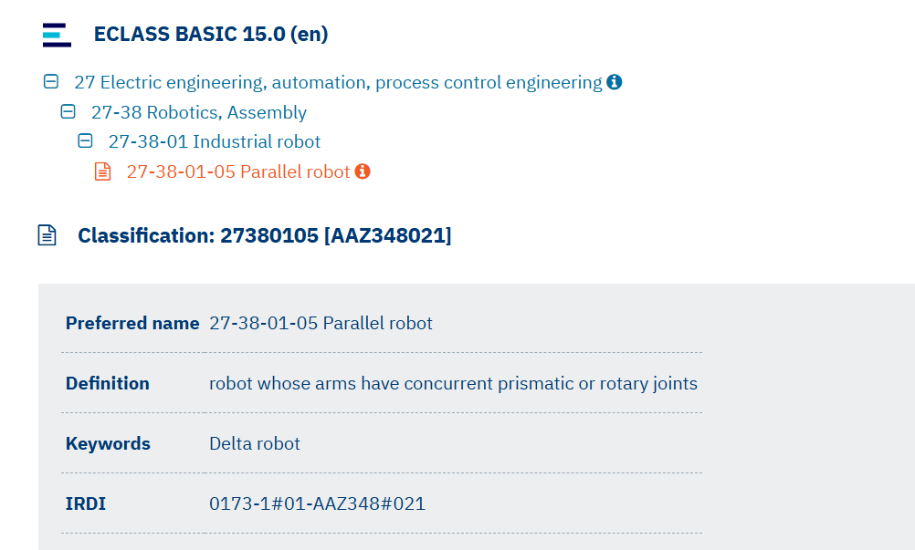 ECLASS BASIC 15.0 (en)
27 Electric engineering, automation, process control engineering
27-38 Robotics, Assembly
27-38-01 Industrial robot
27-38-01-05 Parallel robot
Classification: 27380105 [AAZ348021]
Preferred name 27-38-01-05 Parallel robot
Definition robot whose arms have concurrent prismatic or rotary joints
Keywords Delta robot
IRDI 0173-1#01-AAZ348#021